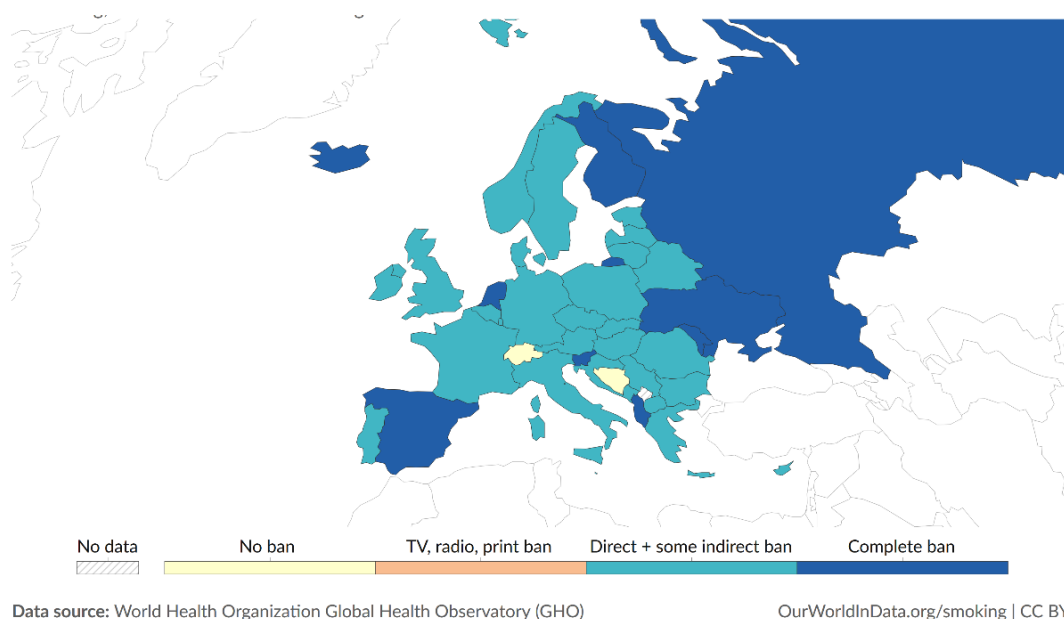 No data
No ban
TV, radio, print ban
Direct + some indirect ban
Complete ban
Data source: World Health Organization Global Health Observatory (GHO)
OurWorldInData.org/smoking | CC BY